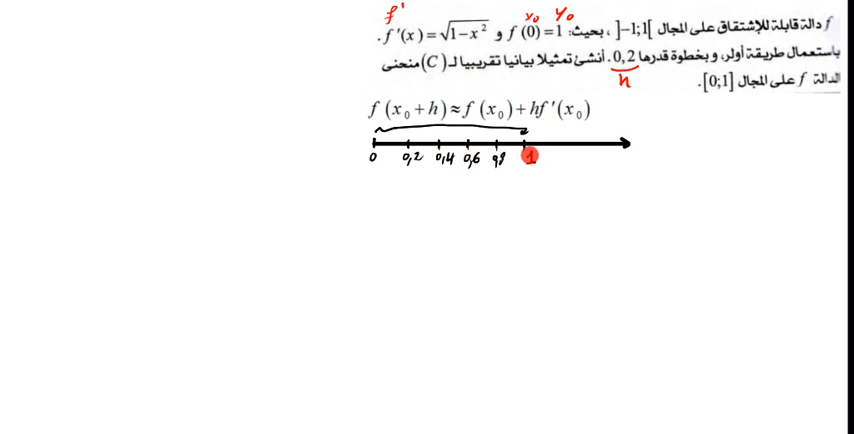 f'
x₀ y₀
f دالة قابلة للإشتقاق على المجال ]-1;1[ ، بحيث: f(0)=1 و f'(x)=√(1-x²) .
باستعمال طريقة أولر، و بخطوة قدرها 0,2. أنشئ تمثيلا بيانيا تقريبيا لـ (C) منحنى
h
الدالة f على المجال [0;1].
f(x₀+h)≈f(x₀)+hf'(x₀)
0 0,2 0,4 0,6 0,8 1